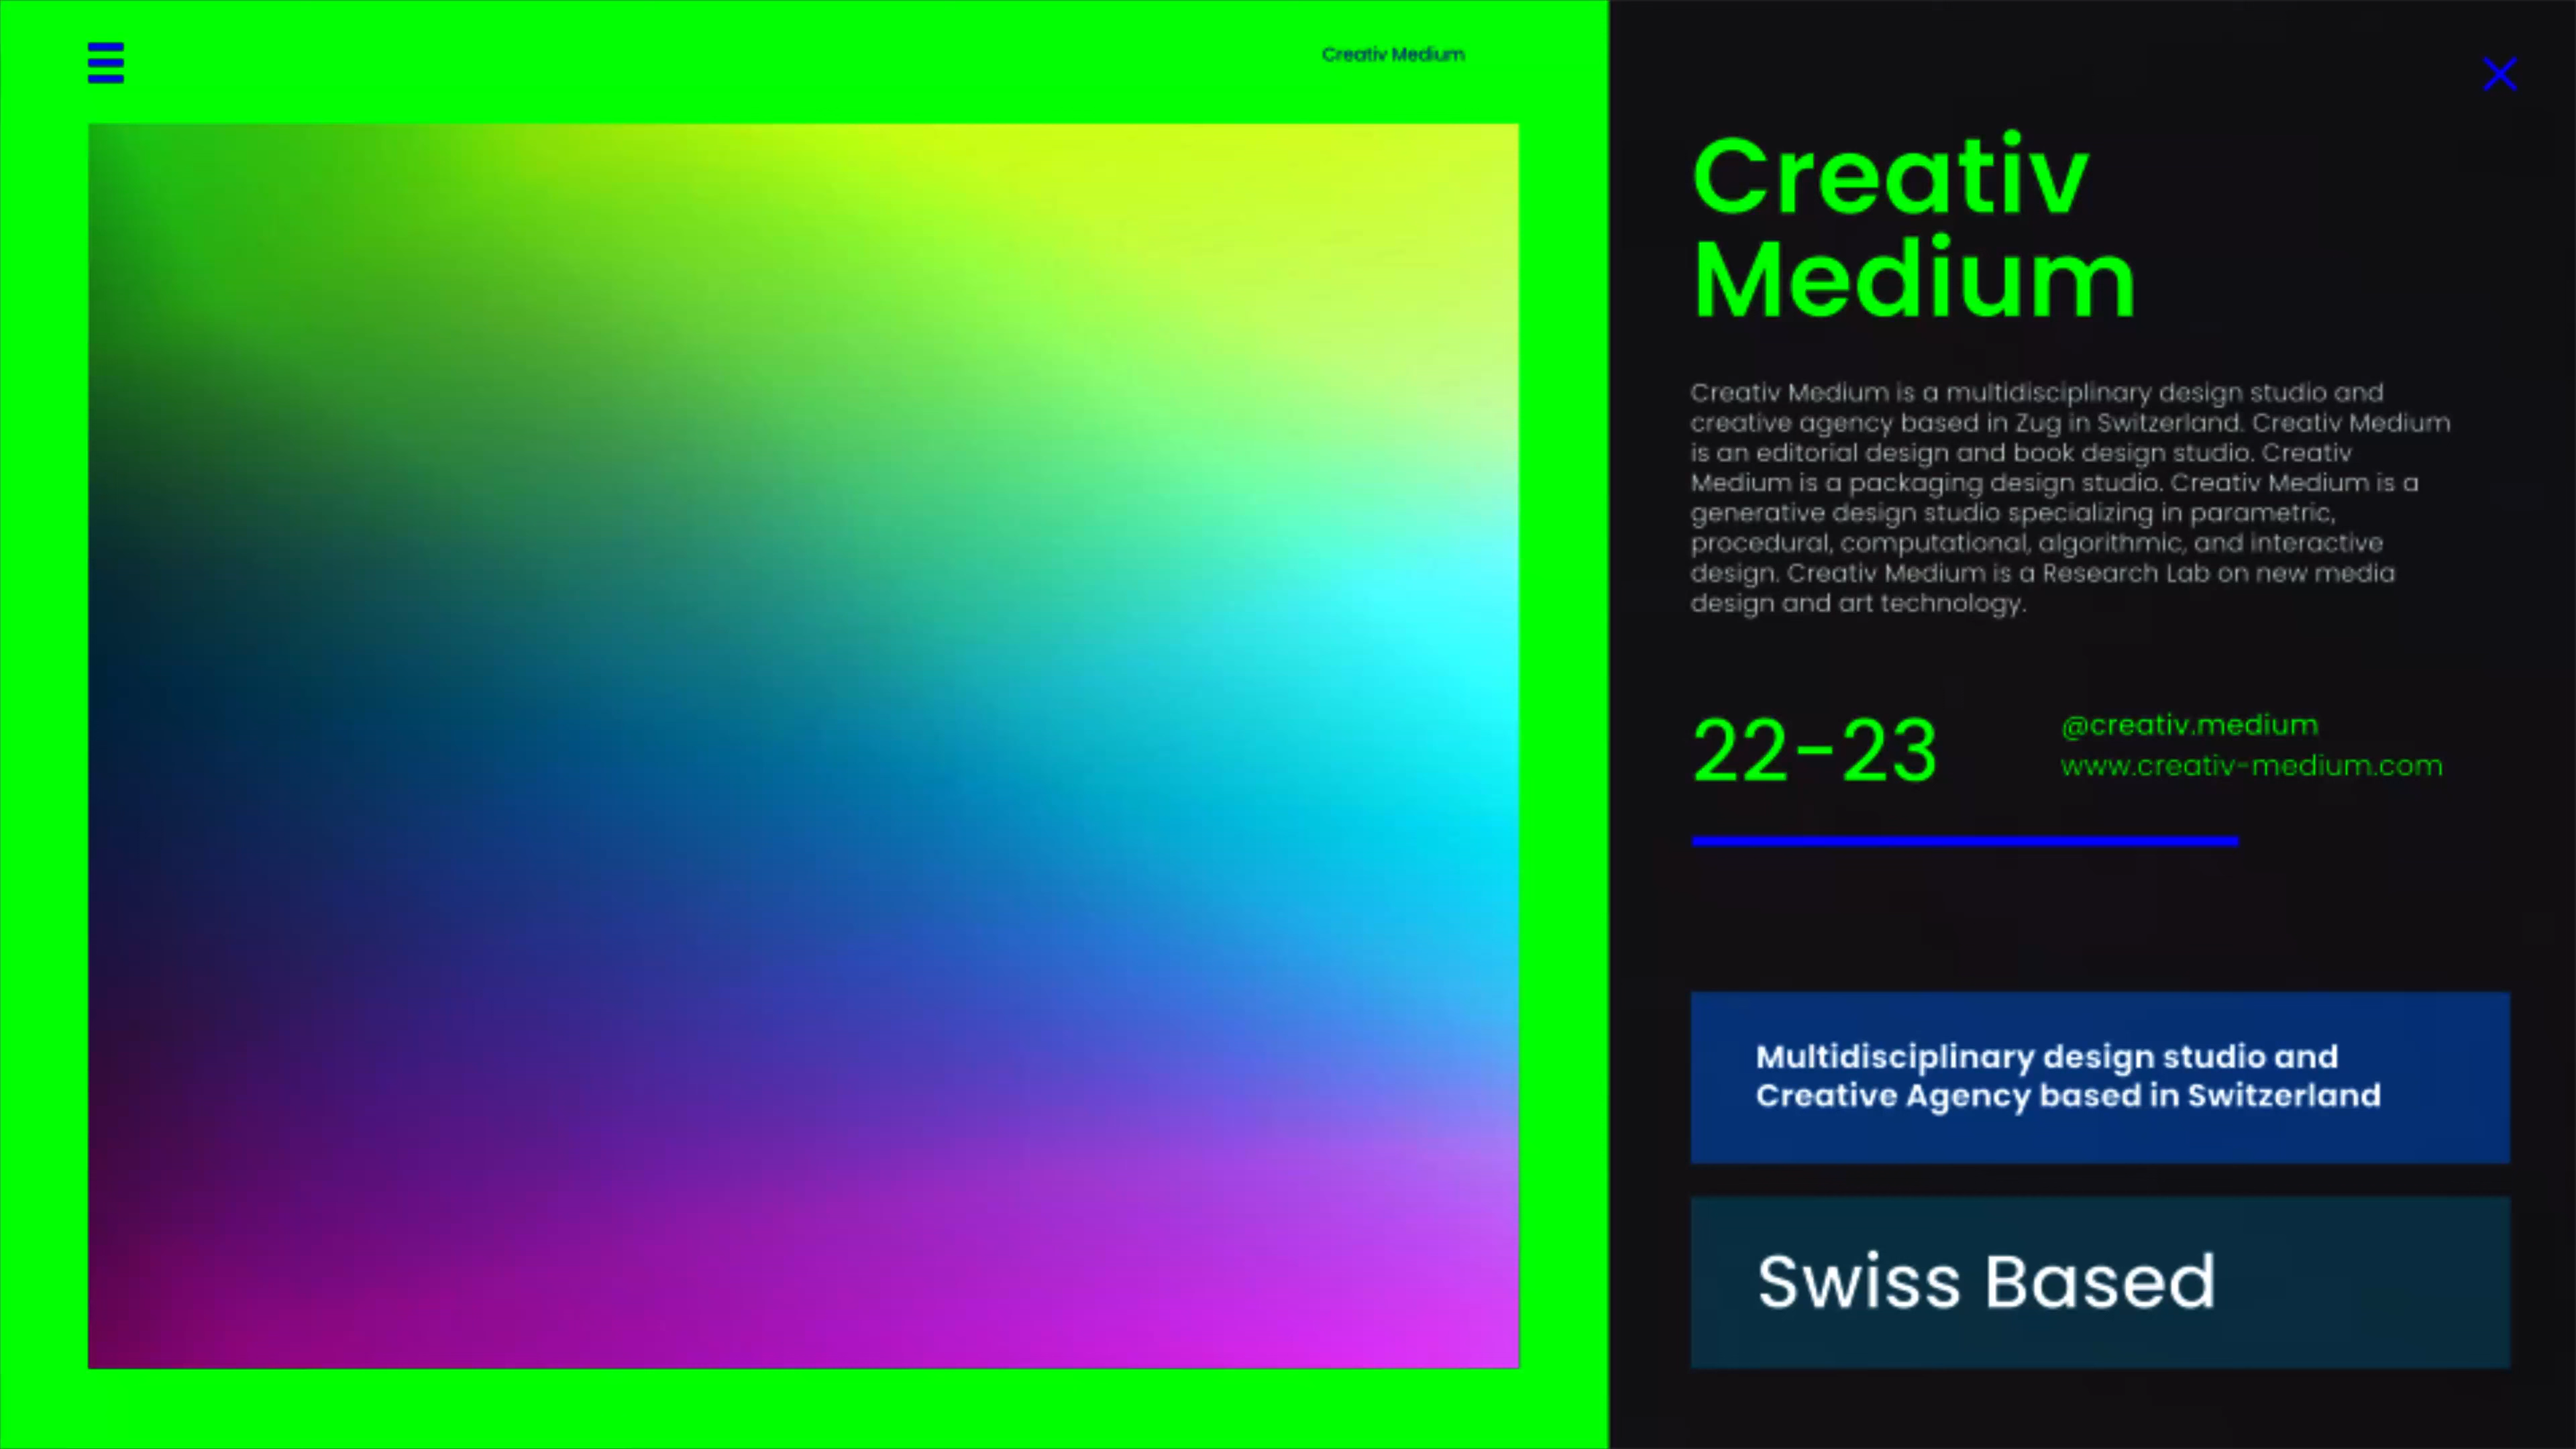 Creativ Medium
Creativ
Medium
Creativ Medium is a multidisciplinary design studio and
creative agency based in Zug in Switzerland. Creativ Medium
is an editorial design and book design studio. Creativ
Medium is a packaging design studio. Creativ Medium is a
generative design studio specializing in parametric,
procedural, computational, algorithmic, and interactive
design. Creativ Medium is a Research Lab on new media
design and art technology.
22-23
@creativ.medium
www.creativ-medium.com
Multidisciplinary design studio and
Creative Agency based in Switzerland
Swiss Based